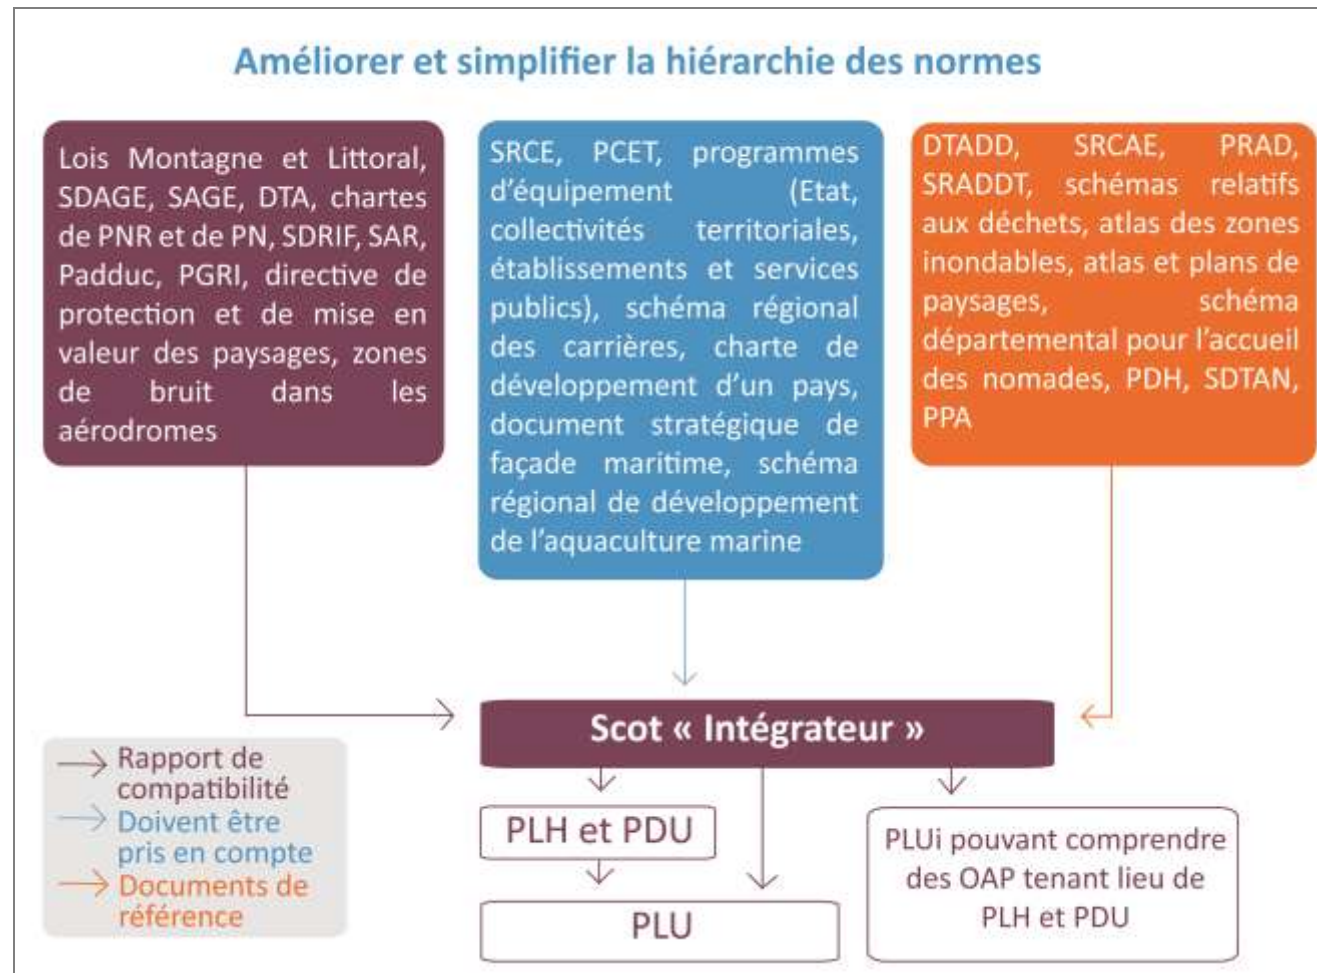 Améliorer et simplifier la hiérarchie des normes
Lois Montagne et Littoral,
SDAGE, SAGE, DTA, chartes
de PNR et de PN, SDRIF, SAR,
Padduc, PGRI, directive de
protection et de mise en
valeur des paysages, zones
de bruit dans les
aérodromes
SRCE, PCET, programmes
d’équipement (Etat,
collectivités territoriales,
établissements et services
publics), schéma régional
des carrières, charte de
développement d’un pays,
document stratégique de
façade maritime, schéma
régional de développement
de l’aquaculture marine
DTADD, SRCAE, PRAD,
SRADDT, schémas relatifs
aux déchets, atlas des zones
inondables, atlas et plans de
paysages, schéma
départemental pour l’accueil
des nomades, PDH, SDTAN,
PPA
Scot « Intégrateur »
Rapport de
compatibilité
Doivent être
pris en compte
Documents de
référence
PLH et PDU
PLU
PLUi pouvant comprendre
des OAP tenant lieu de
PLH et PDU